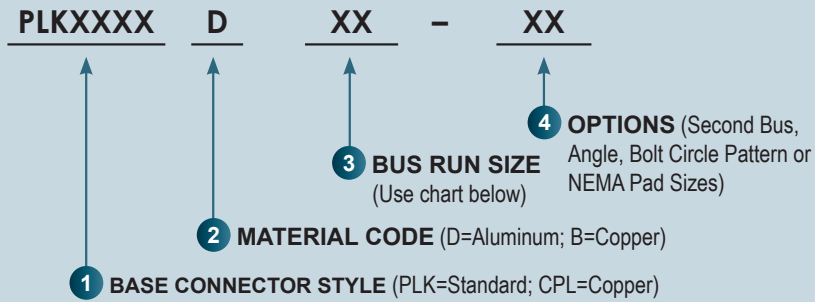 PLKXXXX D XX – XX
4 OPTIONS (Second Bus,
Angle, Bolt Circle Pattern or
NEMA Pad Sizes)
3 BUS RUN SIZE
(Use chart below)
2 MATERIAL CODE (D=Aluminum; B=Copper)
1 BASE CONNECTOR STYLE (PLK=Standard; CPL=Copper)